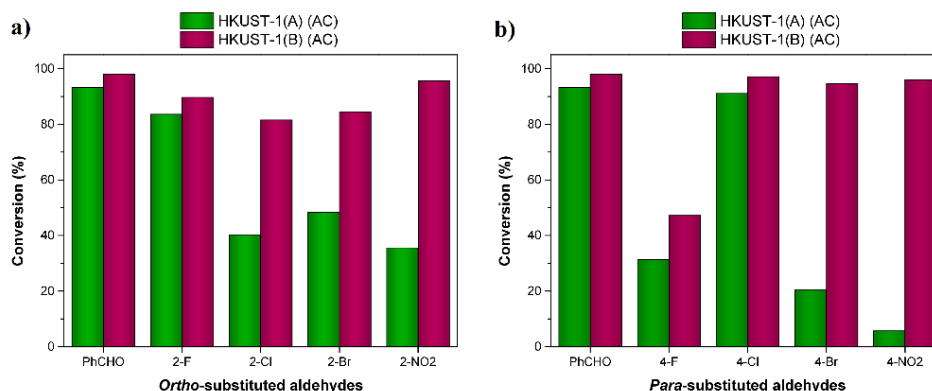 a)
HKUST-1(A) (AC)
HKUST-1(B) (AC)
Conversion (%)
100
80
60
40
20
0
PhCHO 2-F 2-Cl 2-Br 2-NO2
Ortho-substituted aldehydes
b)
HKUST-1(A) (AC)
HKUST-1(B) (AC)
Conversion (%)
100
80
60
40
20
0
PhCHO 4-F 4-Cl 4-Br 4-NO2
Para-substituted aldehydes